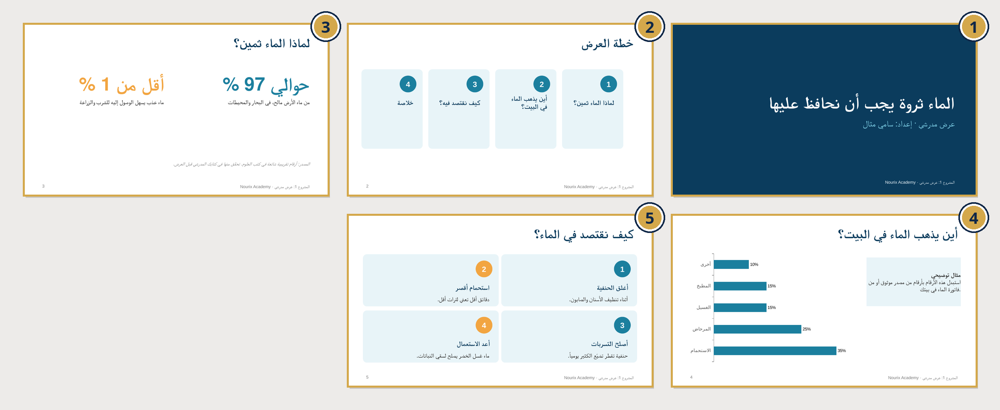 1
الماء ثروة يجب أن نحافظ عليها
عرض مدرسي · إعداد: سامي مثال
المشروع 1: عرض مدرسي · Nourix Academy
2
خطة العرض
1
لماذا الماء ثمين؟
2
أين يذهب الماء
في البيت؟
3
كيف نقتصد فيه؟
4
خلاصة
المشروع 1: عرض مدرسي · Nourix Academy
2
3
لماذا الماء ثمين؟
حوالي 97 %
من ماء الأرض مالح، في البحار والمحيطات
أقل من 1 %
ماء عذب يسهل الوصول إليه للشرب والزراعة
المصدر: أرقام تقريبية شائعة في كتب العلوم. تحقق منها في كتابك المدرسي قبل العرض.
المشروع 1: عرض مدرسي · Nourix Academy
3
4
أين يذهب الماء في البيت؟
مثال توضيحي
استبدل هذه الأرقام بأرقام من مصدر موثوق أو من
.فاتورة الماء في بيتك
أخرى 10%
المطبخ 15%
الغسيل 15%
المرحاض 25%
الاستحمام 35%
المشروع 1: عرض مدرسي · Nourix Academy
4
5
كيف نقتصد في الماء؟
1
أغلق الحنفية
أثناء تنظيف الأسنان والصابون.
2
استحمام أقصر
دقائق أقل تعني لترات أقل.
3
أصلح التسربات
حنفية تقطر تضيّع الكثير يومياً.
4
أعد الاستعمال
ماء غسل الخضر يصلح لسقي النباتات.
المشروع 1: عرض مدرسي · Nourix Academy
5